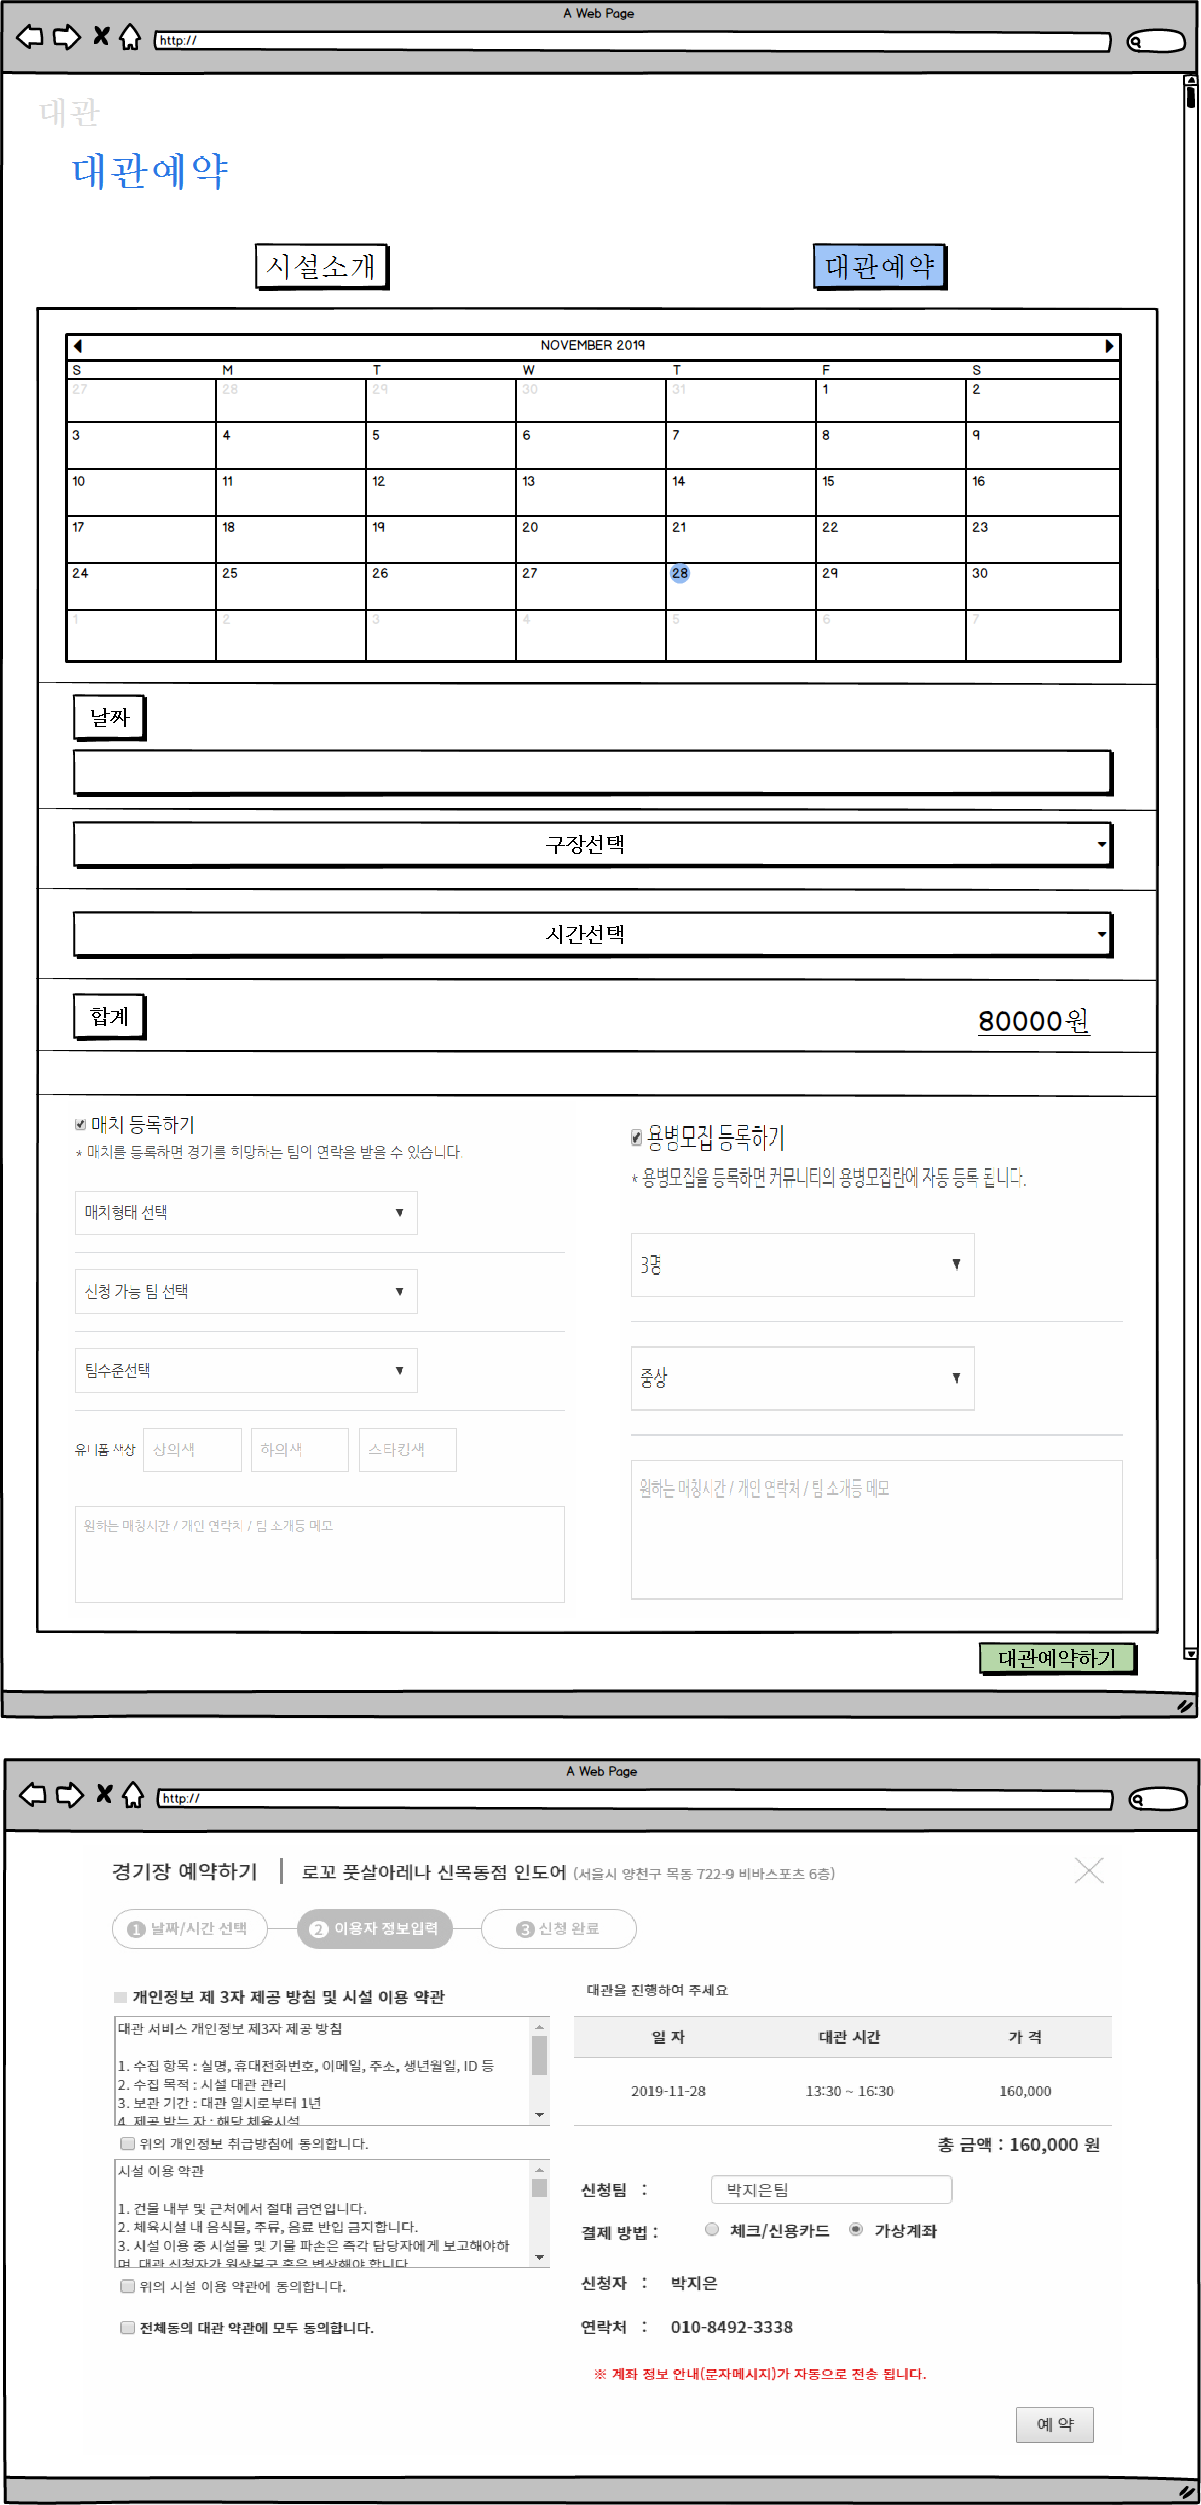 A Web Page
http://
대관
대관예약
시설소개
대관예약
NOVEMBER 2019
S M T W T F S
27 28 29 30 31 1 2
3 4 5 6 7 8 9
10 11 12 13 14 15 16
17 18 19 20 21 22 23
24 25 26 27 28 29 30
1 2 3 4 5 6 7
날짜
구장선택
시간선택
합계
80000원
매치 등록하기
* 매치를 등록하면 경기를 희망하는 팀이 연락을 받을 수 있습니다.
매치형태 선택 ▼
신청 가능 팀 선택 ▼
팀수준선택 ▼
유니폼 색상 상의색 하의색 스타킹색
원하는 매칭시간 / 개인 연락처 / 팀 소개등 메모
용병모집 등록하기
* 용병모집을 등록하면 커뮤니티의 용병모집란에 자동 등록 됩니다.
3명 ▼
중상 ▼
원하는 매칭시간 / 개인 연락처 / 팀 소개등 메모
대관예약하기
A Web Page
http://
경기장 예약하기 | 로꼬 풋살아레나 신목동점 인도어 (서울시 양천구 목동 722-9 비바스포츠 6층)
1 날짜/시간 선택
2 이용자 정보입력
3 신청 완료
개인정보 제 3자 제공 방침 및 시설 이용 약관
대관 서비스 개인정보 제3자 제공 방침
1. 수집 항목 : 실명, 휴대전화번호, 이메일, 주소, 생년월일, ID 등
2. 수집 목적 : 시설 대관 관리
3. 보관 기간 : 대관 일시로부터 1년
4. 제공 받는 자 : 해당 체육시설
위의 개인정보 취급방침에 동의합니다.
시설 이용 약관
1. 건물 내부 및 근처에서 절대 금연입니다.
2. 체육시설 내 음식물, 주류, 음료 반입 금지합니다.
3. 시설 이용 중 시설물 및 기물 파손은 즉각 담당자에게 보고해야하
며, 대관 신청자가 원상복구 혹은 변상해야 합니다
위의 시설 이용 약관에 동의합니다.
전체동의 대관 약관에 모두 동의합니다.
대관을 진행하여 주세요
일 자 대관 시간 가 격
2019-11-28 13:30 ~ 16:30 160,000
총 금액 : 160,000 원
신청팀 : 박지은팀
결제 방법 : 체크/신용카드 가상계좌
신청자 : 박지은
연락처 : 010-8492-3338
※ 계좌 정보 안내(문자메시지)가 자동으로 전송 됩니다.
예 약